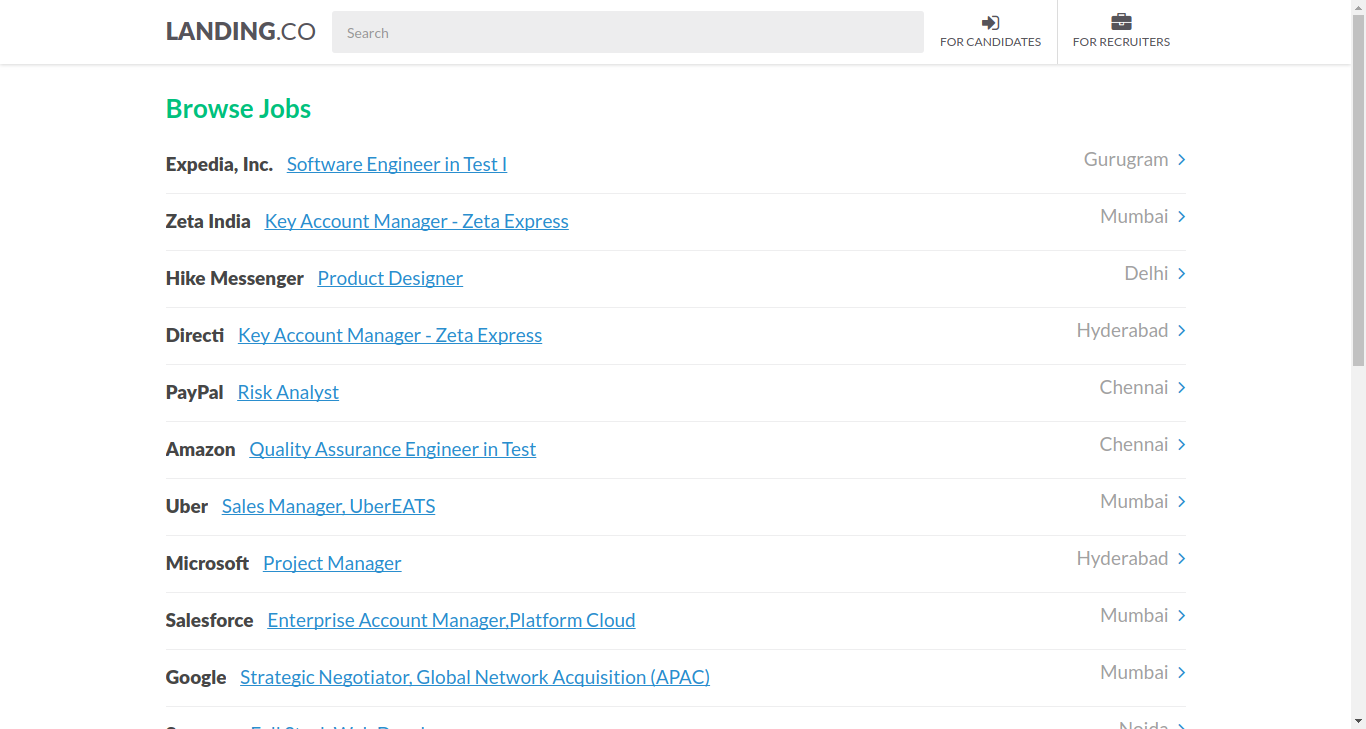 LANDING.CO
Search
FOR CANDIDATES
FOR RECRUITERS
Browse Jobs
Expedia, Inc. Software Engineer in Test I Gurugram
Zeta India Key Account Manager - Zeta Express Mumbai
Hike Messenger Product Designer Delhi
Directi Key Account Manager - Zeta Express Hyderabad
PayPal Risk Analyst Chennai
Amazon Quality Assurance Engineer in Test Chennai
Uber Sales Manager, UberEATS Mumbai
Microsoft Project Manager Hyderabad
Salesforce Enterprise Account Manager,Platform Cloud Mumbai
Google Strategic Negotiator, Global Network Acquisition (APAC) Mumbai
Noida